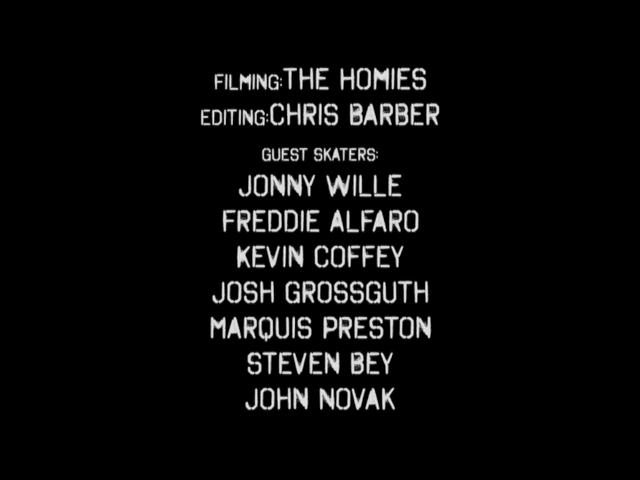 FILMING:THE HOMIES
EDITING:CHRIS BARBER
GUEST SKATERS:
JONNY WILLE
FREDDIE ALFARO
KEVIN COFFEY
JOSH GROSSGUTH
MARQUIS PRESTON
STEVEN BEY
JOHN NOVAK